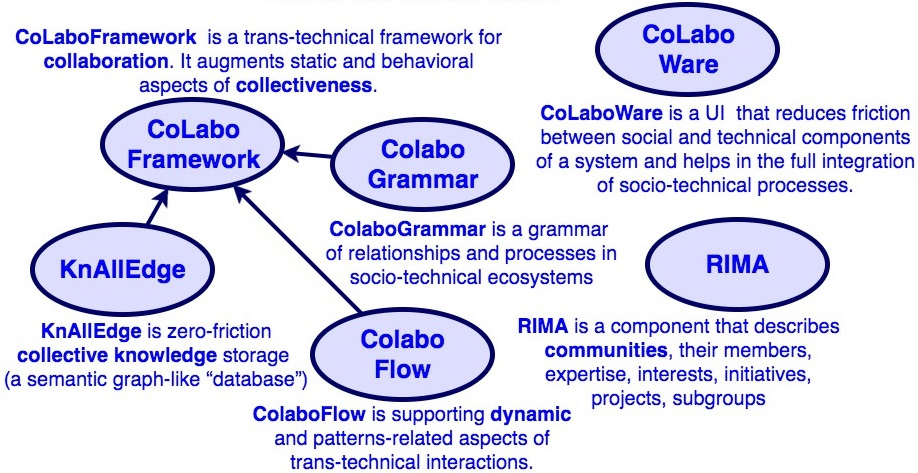 CoLaboFramework is a trans-technical framework for
collaboration. It augments static and behavioral
aspects of collectiveness.
CoLabo
Framework
Colabo
Grammar
CoLabo
Ware
CoLaboWare is a UI that reduces friction
between social and technical components
of a system and helps in the full integration
of socio-technical processes.
ColaboGrammar is a grammar
of relationships and processes in
socio-technical ecosystems
KnAllEdge
KnAllEdge is zero-friction
collective knowledge storage
(a semantic graph-like “database”)
Colabo
Flow
ColaboFlow is supporting dynamic
and patterns-related aspects of
trans-technical interactions.
RIMA
RIMA is a component that describes
communities, their members,
expertise, interests, initiatives,
projects, subgroups